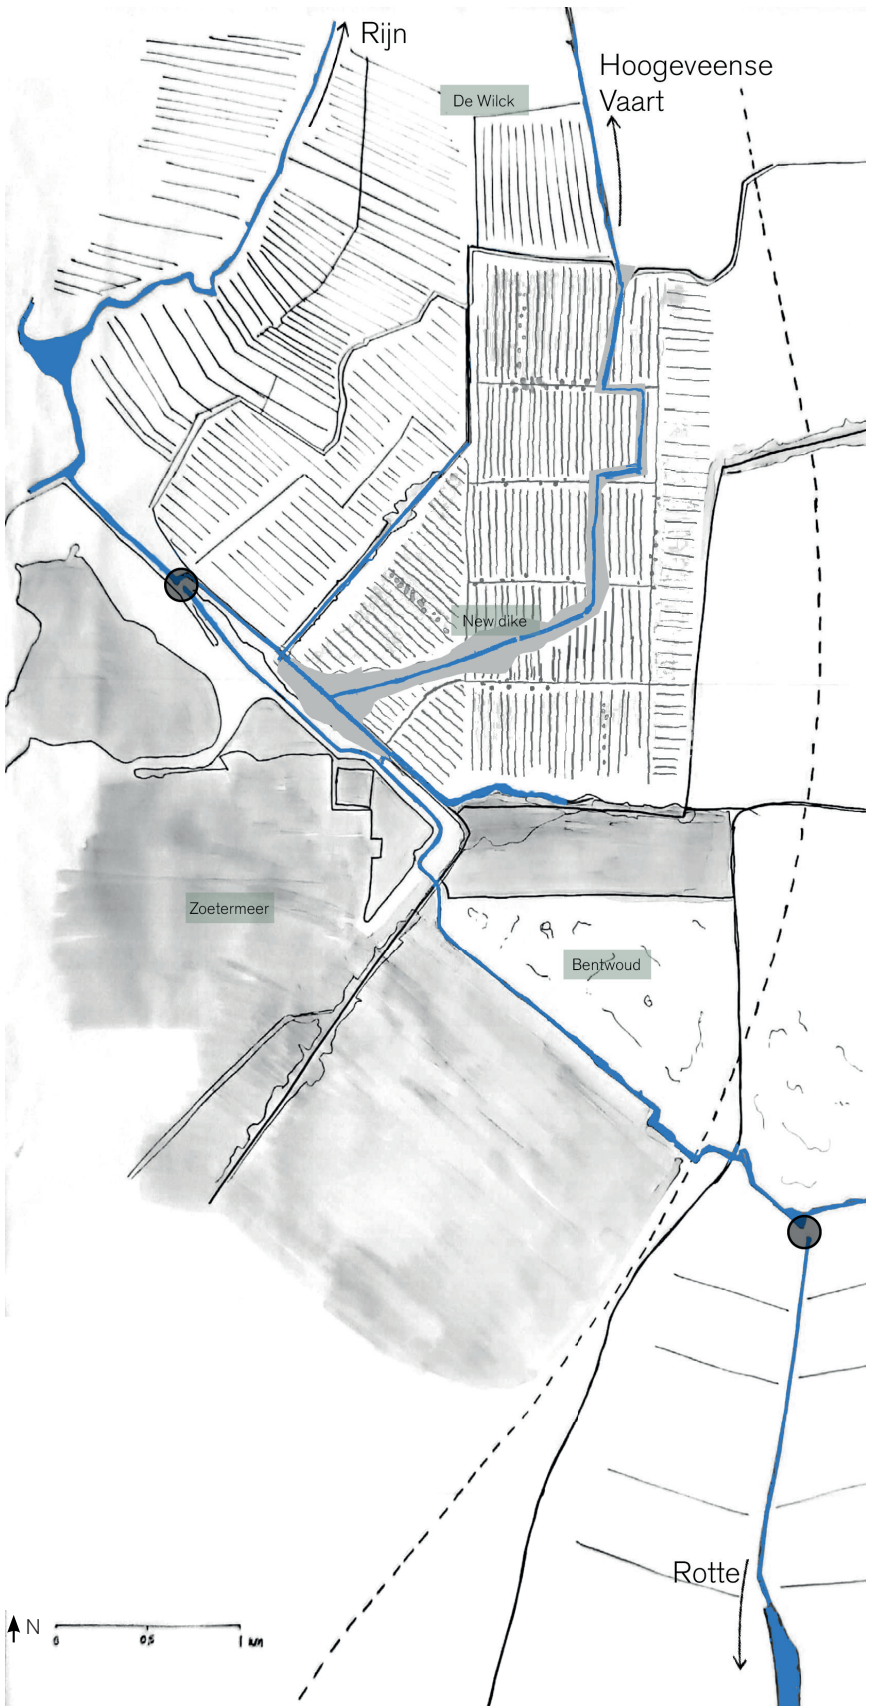 Rijn
Hoogeveense
Vaart
De Wilck
New dike
Zoetermeer
Bentwoud
Rotte
N
0 0,5 1 km